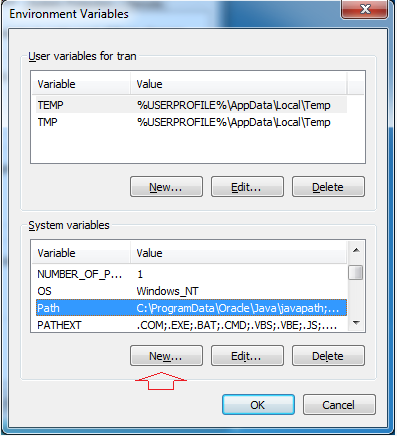 Environment Variables
User variables for tran
Variable Value
TEMP %USERPROFILE%\AppData\Local\Temp
TMP %USERPROFILE%\AppData\Local\Temp
New... Edit... Delete
System variables
Variable Value
NUMBER_OF_P... 1
OS Windows_NT
Path C:\ProgramData\Oracle\Java\javapath;...
PATHEXT .COM;.EXE;.BAT;.CMD;.VBS;.VBE;.JS;....
New... Edit... Delete
OK Cancel